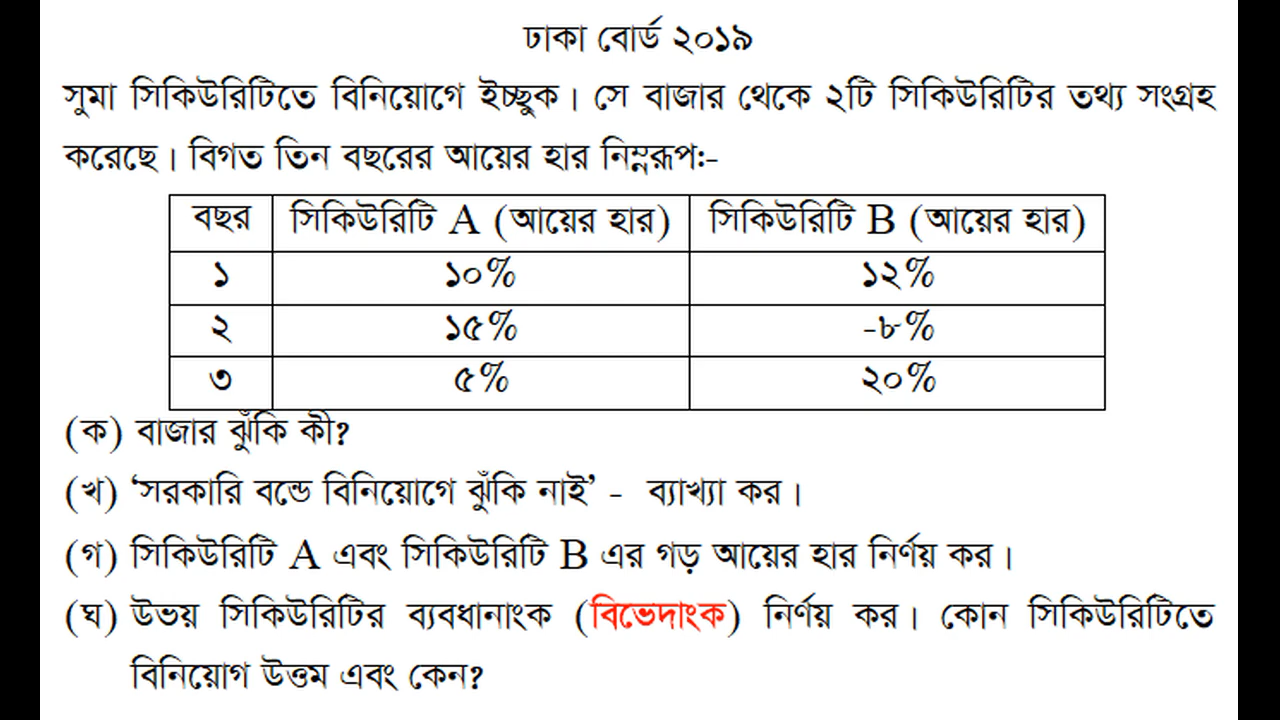 ঢাকা বোর্ড ২০১৯
সুমা সিকিউরিটিতে বিনিয়োগে ইচ্ছুক। সে বাজার থেকে ২টি সিকিউরিটির তথ্য সংগ্রহ
করেছে। বিগত তিন বছরের আয়ের হার নিম্নরূপঃ-
বছর সিকিউরিটি A (আয়ের হার) সিকিউরিটি B (আয়ের হার)
১ ১০% ১২%
২ ১৫% -৮%
৩ ৫% ২০%
(ক) বাজার ঝুঁকি কী?
(খ) ‘সরকারি বন্ডে বিনিয়োগে ঝুঁকি নাই’ - ব্যাখ্যা কর।
(গ) সিকিউরিটি A এবং সিকিউরিটি B এর গড় আয়ের হার নির্ণয় কর।
(ঘ) উভয় সিকিউরিটির ব্যবধানাংক (বিভেদাংক) নির্ণয় কর। কোন সিকিউরিটিতে
বিনিয়োগ উত্তম এবং কেন?